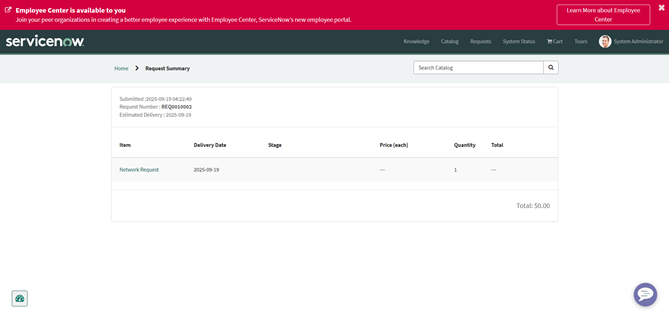 Employee Center is available to you
Join your peer organizations in creating a better employee experience with Employee Center, ServiceNow's new employee portal.
Learn More about Employee Center
servicenow
Knowledge Catalog Requests System Status Cart Tours System Administrator
Home Request Summary
Search Catalog
Submitted :2025-09-19 04:22:49
Request Number : REQ0010002
Estimated Delivery : 2025-09-19
Item Delivery Date Stage Price (each) Quantity Total
Network Request 2025-09-19 --- 1 ---
Total: $0.00